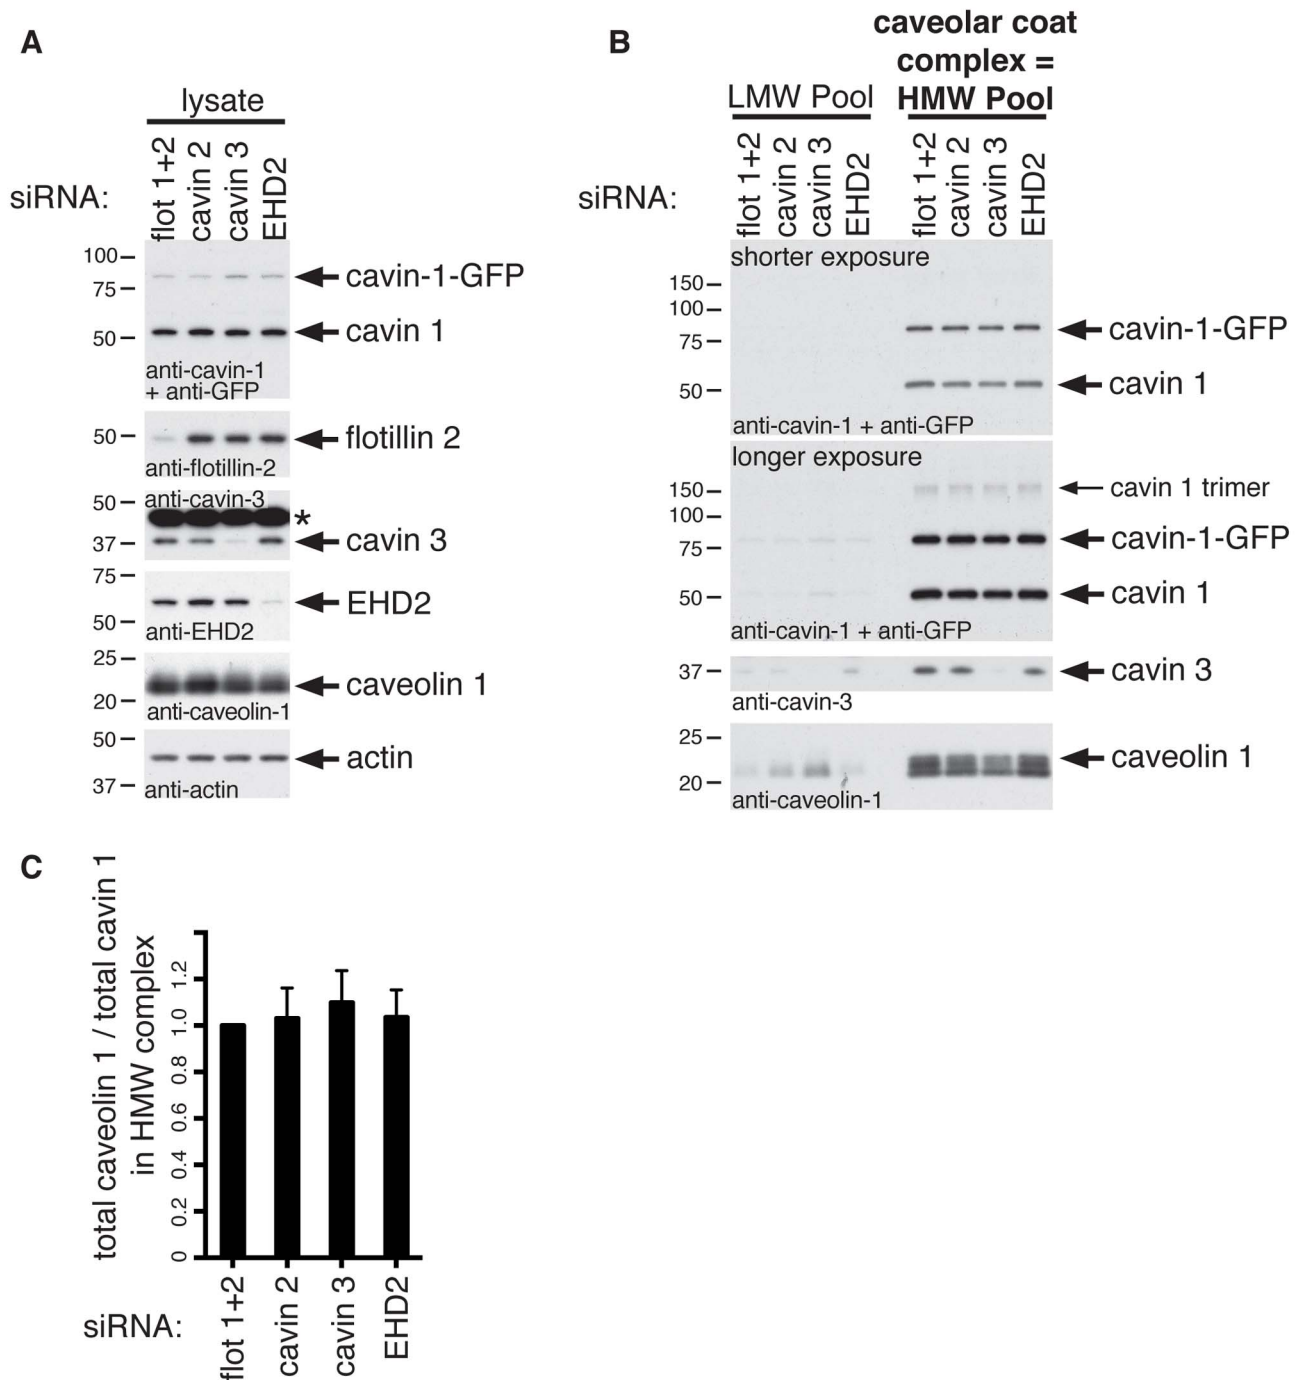 A
lysate
siRNA:
flot 1+2
cavin 2
cavin 3
EHD2
100
75
50
cavin-1-GFP
cavin 1
anti-cavin-1
+ anti-GFP
50
flotillin 2
anti-flotillin-2
anti-cavin-3
50
*
37
cavin 3
75
EHD2
50
anti-EHD2
25
caveolin 1
20
anti-caveolin-1
50
actin
37
anti-actin
B
caveolar coat
complex =
LMW Pool
HMW Pool
siRNA:
flot 1+2
cavin 2
cavin 3
EHD2
flot 1+2
cavin 2
cavin 3
EHD2
shorter exposure
150
100
75
50
cavin-1-GFP
cavin 1
anti-cavin-1 + anti-GFP
longer exposure
150
100
75
50
cavin 1 trimer
cavin-1-GFP
cavin 1
anti-cavin-1 + anti-GFP
37
cavin 3
anti-cavin-3
25
caveolin 1
20
anti-caveolin-1
C
total caveolin 1 / total cavin 1
in HMW complex
1.2
1.0
0.8
0.6
0.4
0.2
0
siRNA:
flot 1+2
cavin 2
cavin 3
EHD2